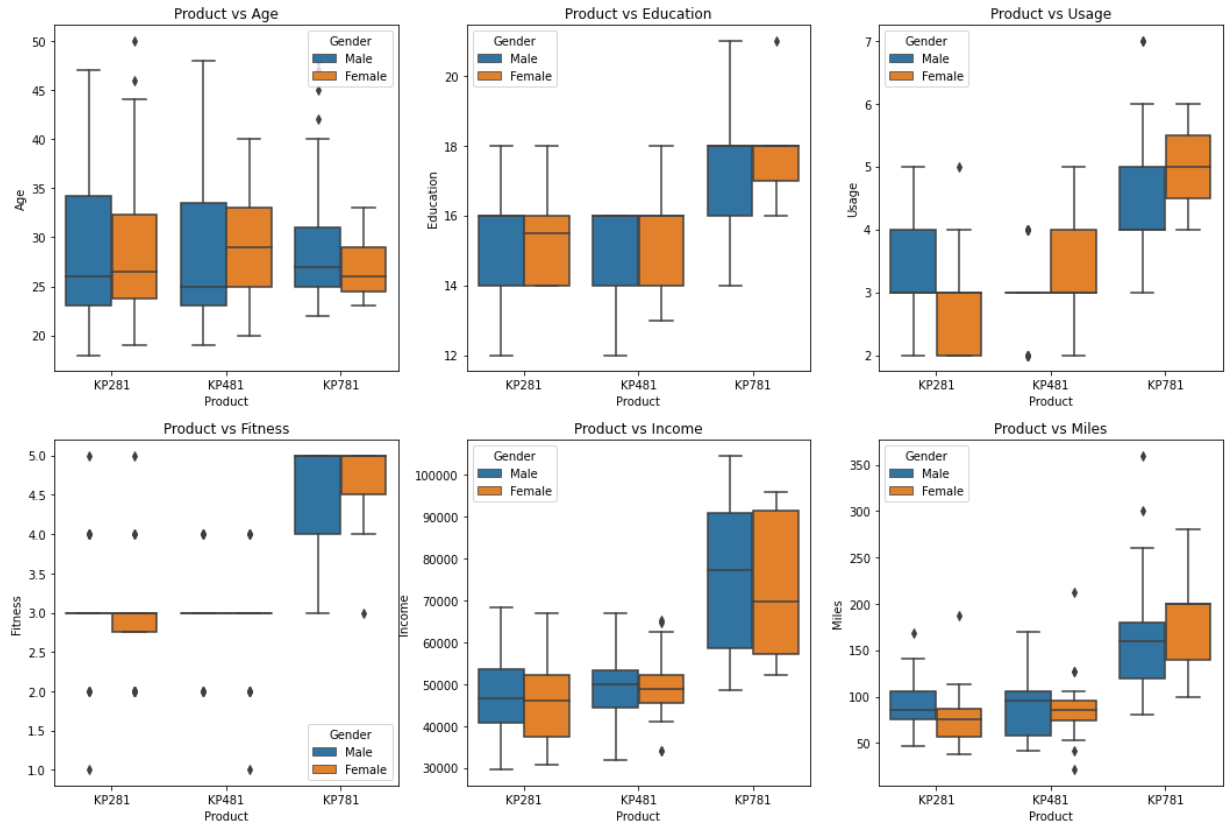 Product vs Age
Gender
Male
Female
50
45
40
35
30
25
20
Age
KP281 KP481 KP781
Product
Product vs Education
Gender
Male
Female
20
18
16
14
12
Education
KP281 KP481 KP781
Product
Product vs Usage
Gender
Male
Female
7
6
5
4
3
2
Usage
KP281 KP481 KP781
Product
Product vs Fitness
5.0
4.5
4.0
3.5
3.0
2.5
2.0
1.5
1.0
Fitness
Gender
Male
Female
KP281 KP481 KP781
Product
Product vs Income
Gender
Male
Female
100000
90000
80000
70000
60000
50000
40000
30000
Income
KP281 KP481 KP781
Product
Product vs Miles
Gender
Male
Female
350
300
250
200
150
100
50
Miles
KP281 KP481 KP781
Product